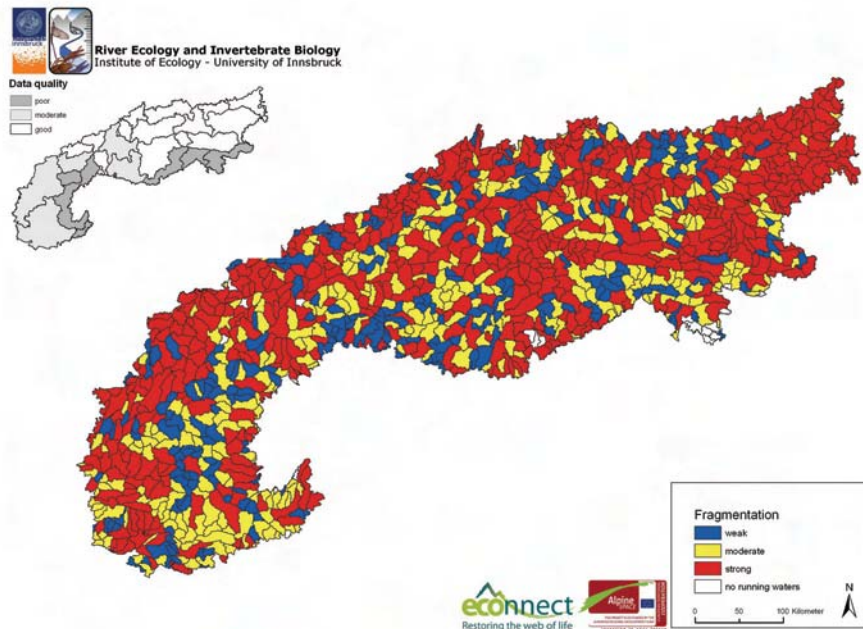 River Ecology and Invertebrate Biology
Institute of Ecology - University of Innsbruck
Data quality
poor
moderate
good
Fragmentation
weak
moderate
strong
no running waters
N
0 50 100 Kilometer
econnect
Restoring the web of life
Alpine
SPACE